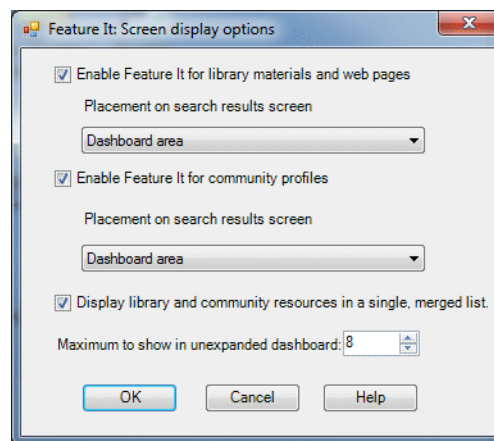 Feature It: Screen display options
Enable Feature It for library materials and web pages
Placement on search results screen
Dashboard area
Enable Feature It for community profiles
Placement on search results screen
Dashboard area
Display library and community resources in a single, merged list.
Maximum to show in unexpanded dashboard: 8
OK Cancel Help